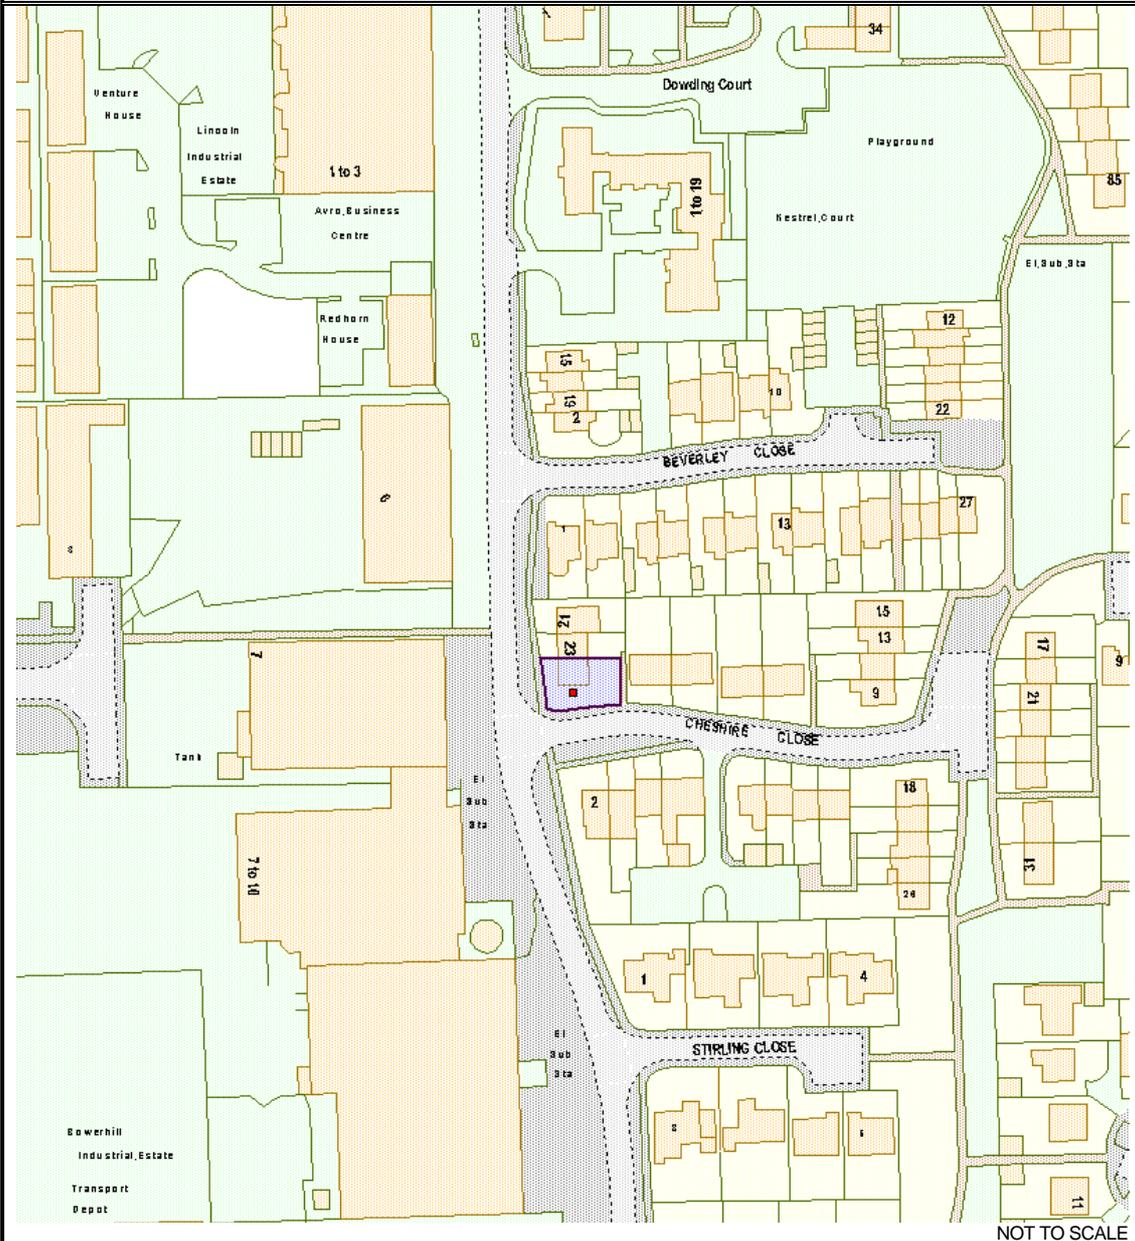 34
Dowding Court
Venture
House
Lincoln
Industrial
Estate
1 to 3
Playground
85
1 to 19
Avro,Business
Centre
Kestrel,Court
El,Sub,Sta
Redhorn
House
12
15
19
2
10
22
BEVERLEY CLOSE
6
27
1
13
21
23
15
13
9
17
21
9
7
CHESHIRE CLOSE
Tank
El
Sub
Sta
2
18
7 to 10
31
26
1
4
El
Sub
Sta
STIRLING CLOSE
Bowerhill
Industrial,Estate
Transport
Depot
11
NOT TO SCALE